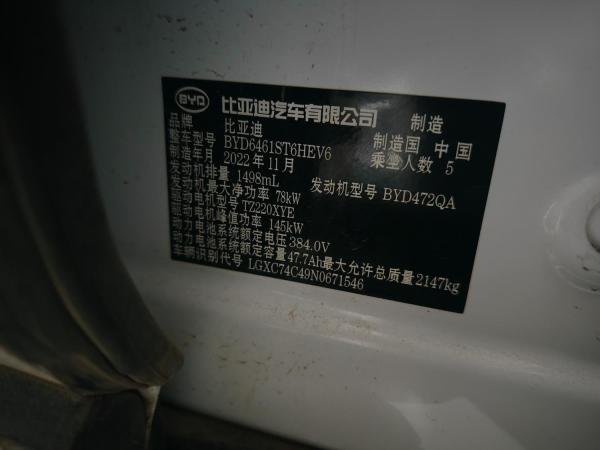 BYD 比亚迪汽车有限公司 制造
品牌 比亚迪 制造国 中国
整车型号 BYD6461ST6HEV6 乘坐人数 5
制造年月 2022年11月
发动机排量 1498mL 发动机型号 BYD472QA
发动机最大净功率 78kW
驱动电机型号 TZ220XYE
驱动电机峰值功率 145kW
动力电池系统额定电压 384.0V
动力电池系统额定容量 47.7Ah 最大允许总质量 2147kg
车辆识别代号 LGXC74C49N0671546